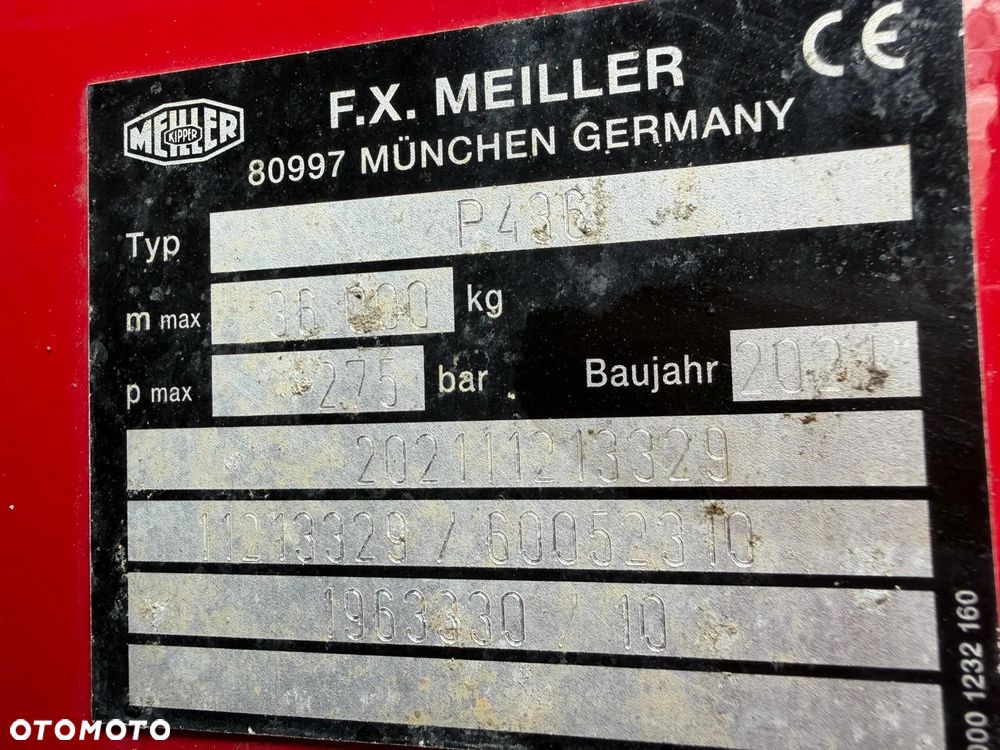 CE
MEILLER
KIPPER
F.X. MEILLER
80997 MÜNCHEN GERMANY
Typ P436
m max 36 000 kg
p max 275 bar Baujahr 2021
202111213329
11213329 / 60052310
1963330 / 10
000 1232 160
OTOMOTO